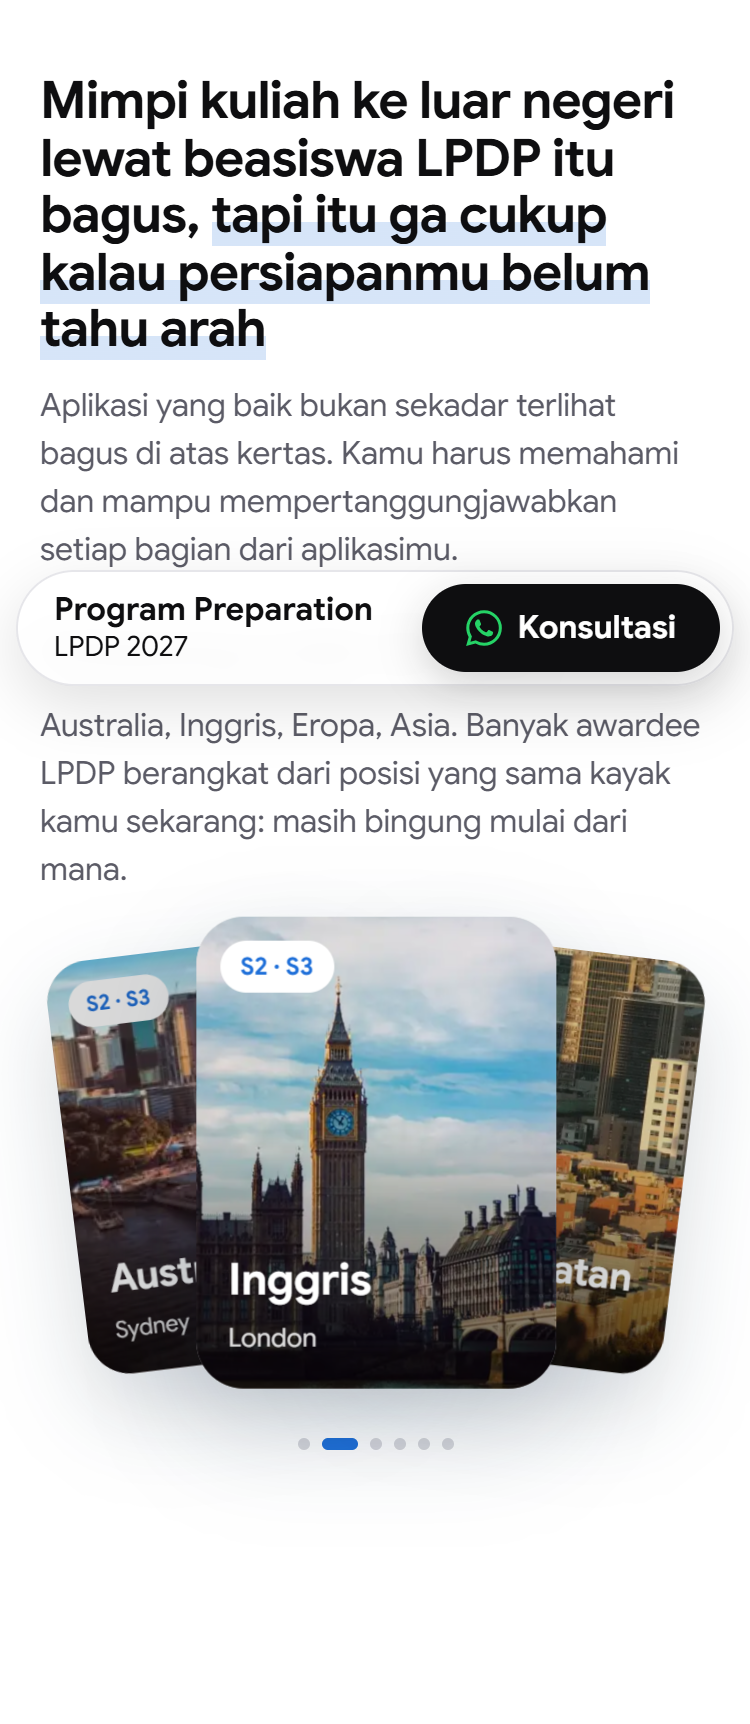 Mimpi kuliah ke luar negeri
lewat beasiswa LPDP itu
bagus, tapi itu ga cukup
kalau persiapanmu belum
tahu arah
Aplikasi yang baik bukan sekadar terlihat
bagus di atas kertas. Kamu harus memahami
dan mampu mempertanggungjawabkan
setiap bagian dari aplikasimu.
Program Preparation
LPDP 2027
Konsultasi
Australia, Inggris, Eropa, Asia. Banyak awardee
LPDP berangkat dari posisi yang sama kayak
kamu sekarang: masih bingung mulai dari
mana.
S2 · S3
Aust
Sydney
S2 · S3
Inggris
London
atan